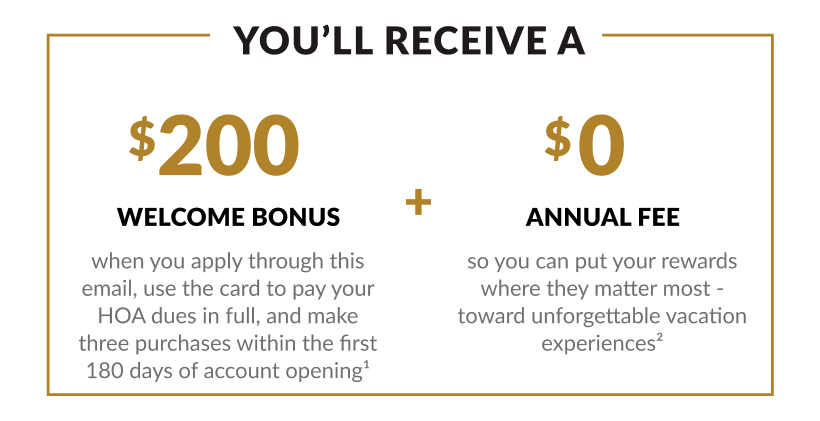 YOU’LL RECEIVE A
$200
WELCOME BONUS
when you apply through this
email, use the card to pay your
HOA dues in full, and make
three purchases within the first
180 days of account opening¹
+
$0
ANNUAL FEE
so you can put your rewards
where they matter most -
toward unforgettable vacation
experiences²